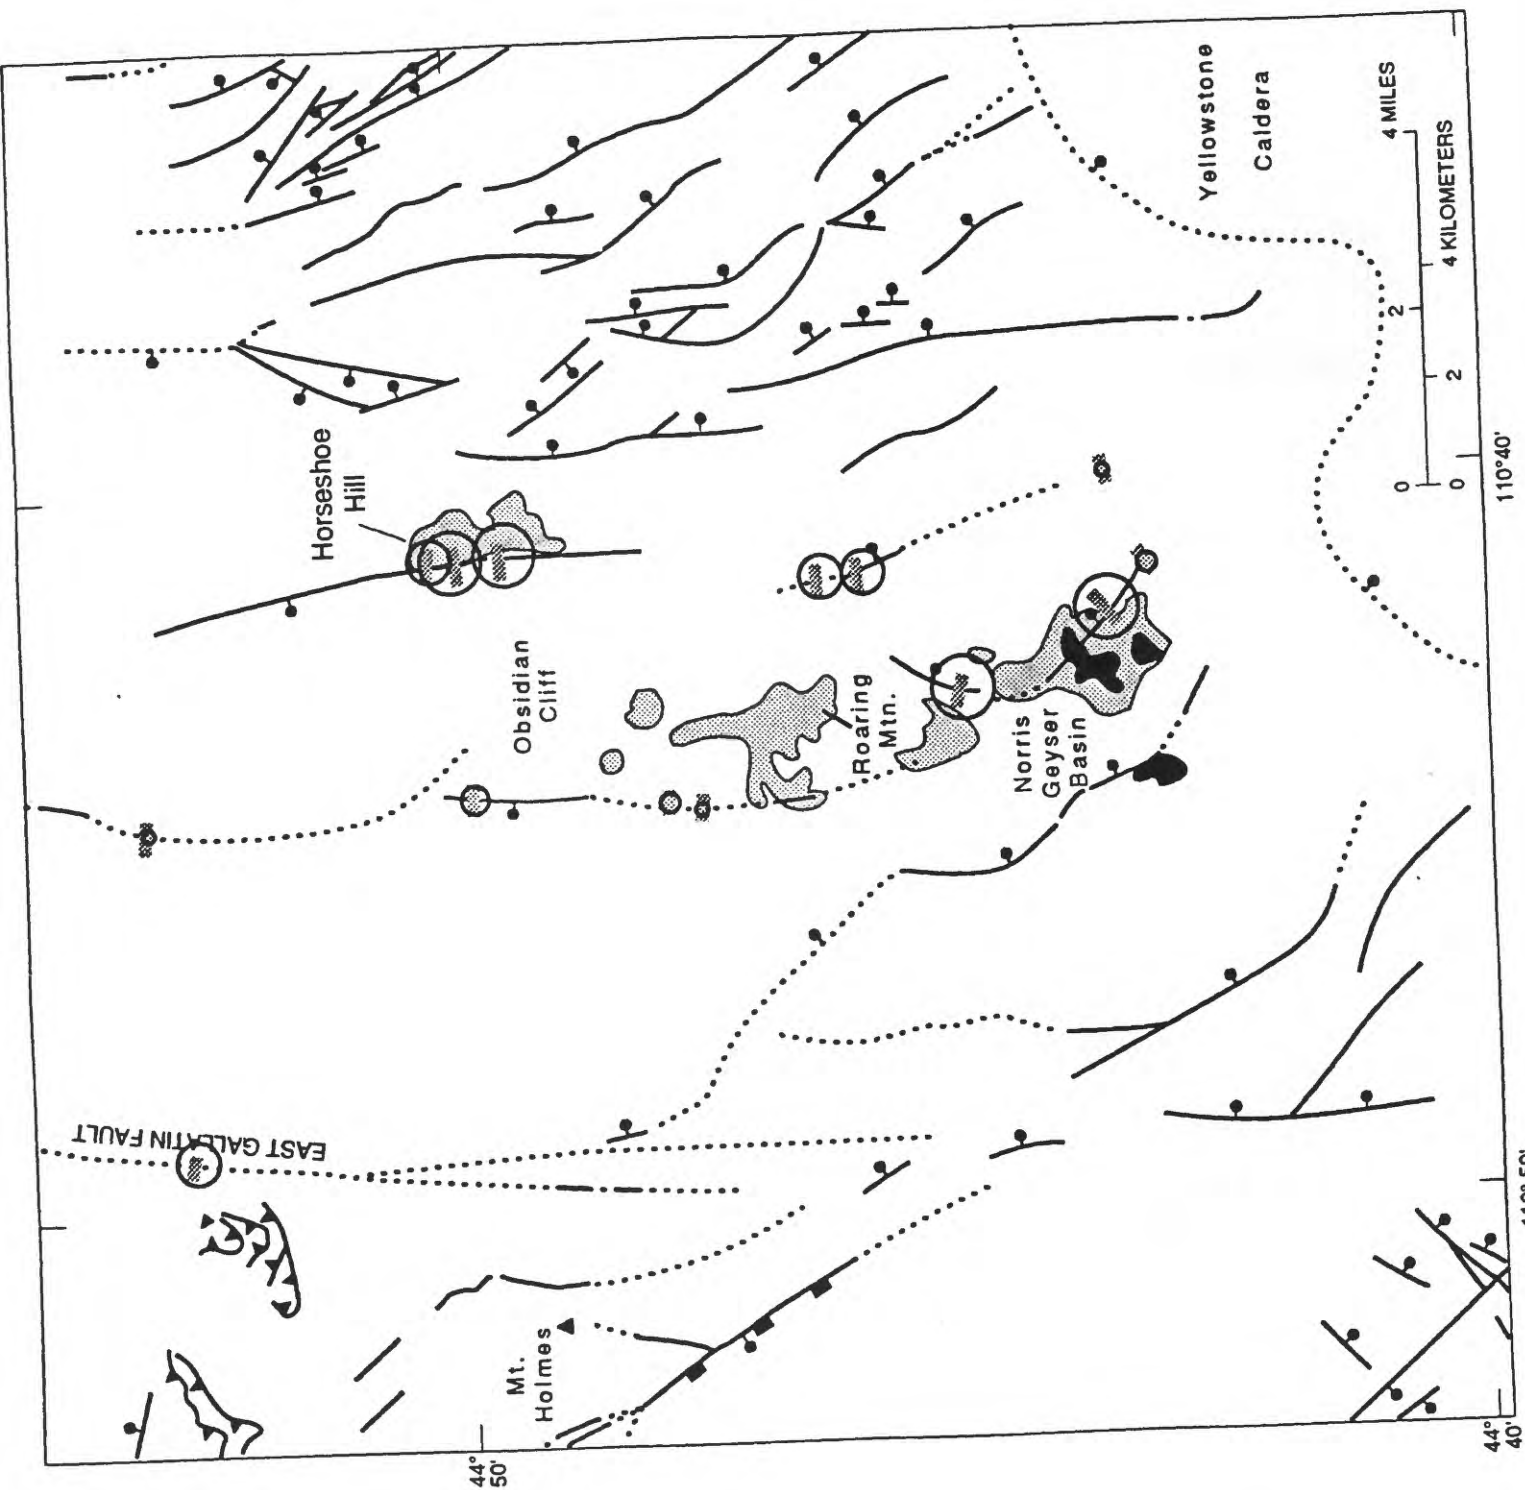 Horseshoe
Hill
Obsidian
Cliff
Roaring
Mtn.
Norris
Geyser
Basin
EAST GALLATIN FAULT
Mt.
Holmes
Yellowstone
Caldera
0 2 4 MILES
0 2 4 KILOMETERS
110°40'
44°
50'
44°
40'